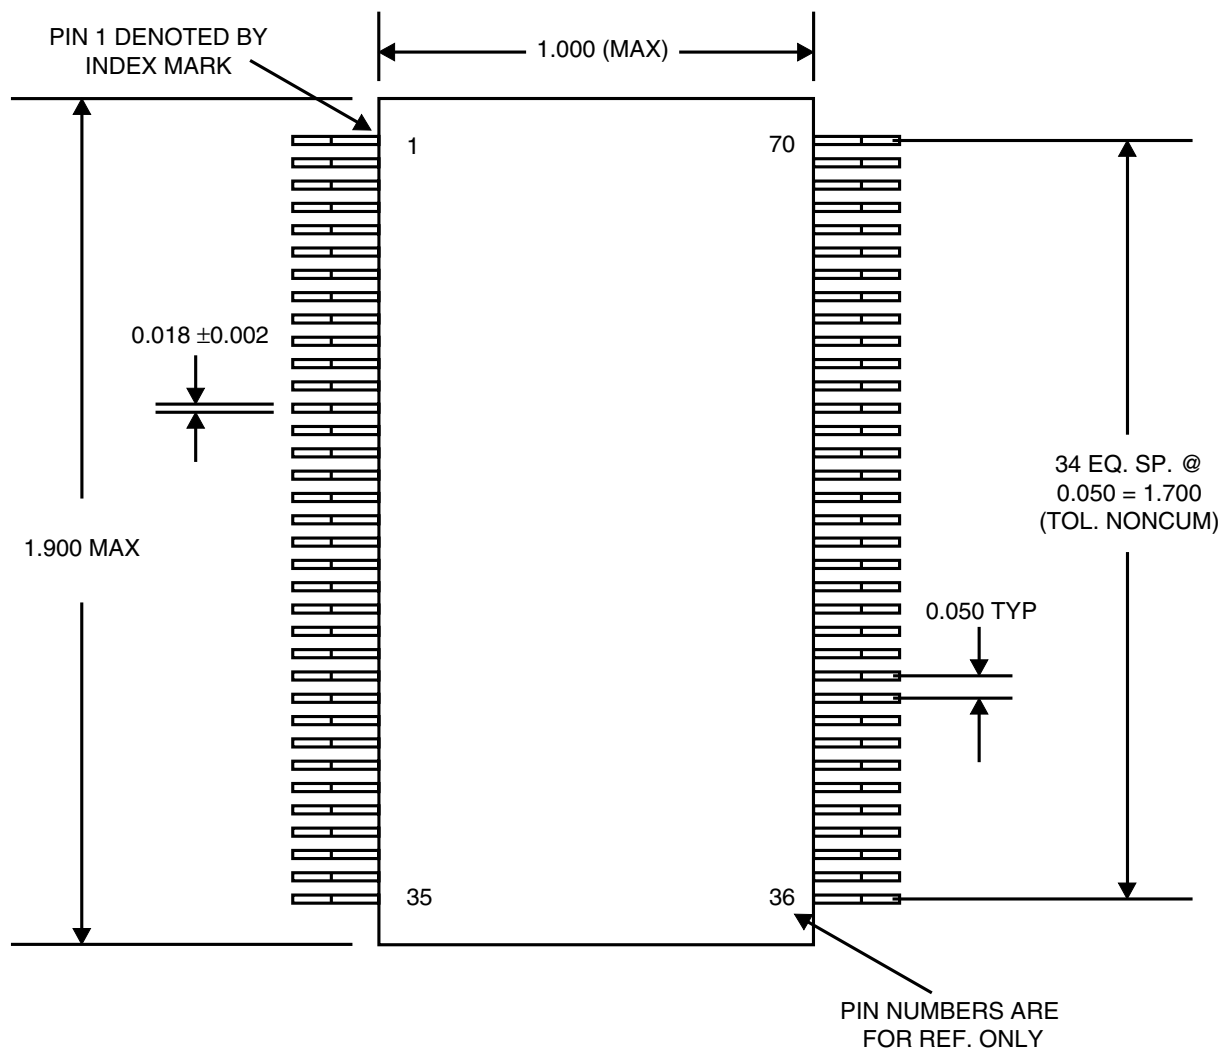 PIN 1 DENOTED BY
INDEX MARK
1.000 (MAX)
1
70
0.018 ±0.002
34 EQ. SP. @
0.050 = 1.700
(TOL. NONCUM)
1.900 MAX
0.050 TYP
35
36
PIN NUMBERS ARE
FOR REF. ONLY